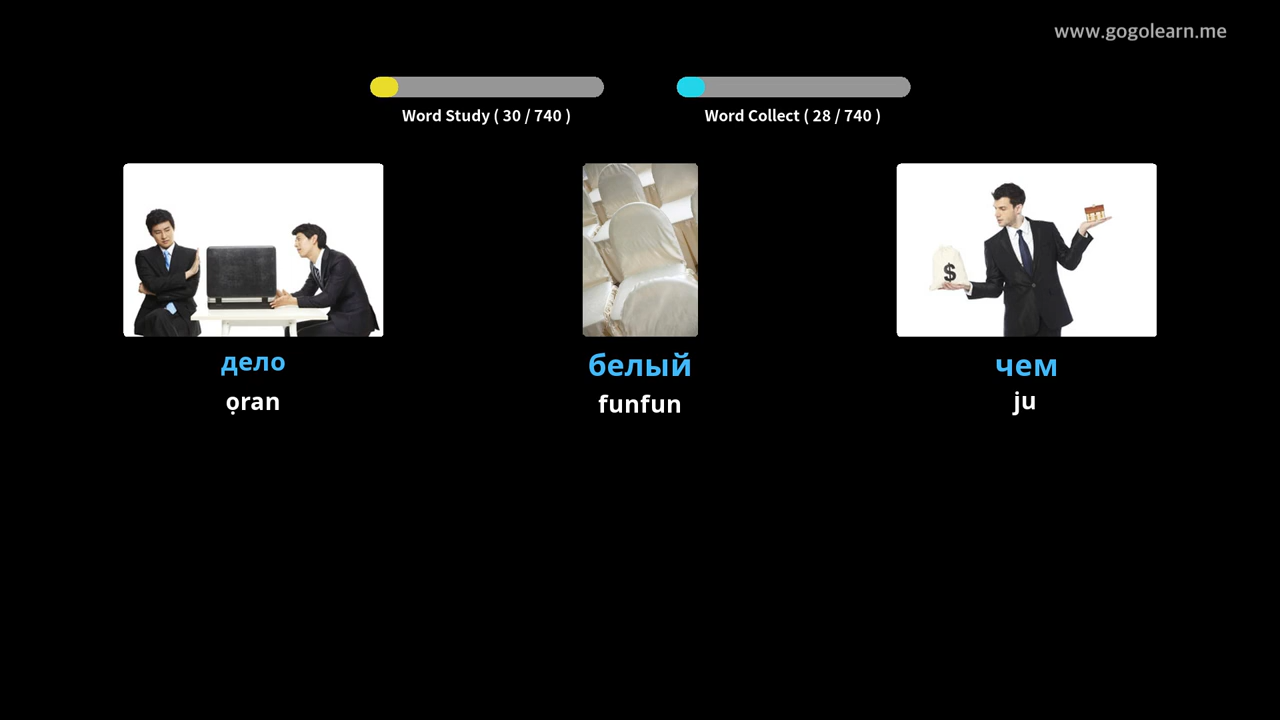 www.gogolearn.me
Word Study ( 30 / 740 )
Word Collect ( 28 / 740 )
$
дело
ọran
белый
funfun
чем
ju